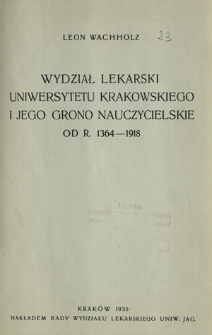 LEON WACHHOLZ
23
WYDZIAŁ LEKARSKI
UNIWERSYTETU KRAKOWSKIEGO
I JEGO GRONO NAUCZYCIELSKIE
OD R. 1364—1918
KRAKÓW 1935
NAKŁADEM RADY WYDZIAŁU LEKARSKIEGO UNIW. JAG.